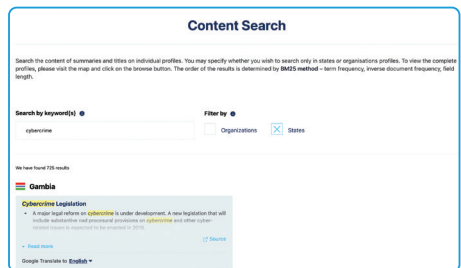 Content Search
Search the content of summaries and titles on individual profiles. You may specify whether you wish to search only in states or organisations profiles. To view the complete
profiles, please visit the map and click on the browse button. The order of the results is determined by BM25 method – term frequency, inverse document frequency, field
length.
Search by keyword(s)
Filter by
cybercrime
Organizations
States
We have found 725 results
Gambia
Cybercrime Legislation
• A major legal reform on cybercrime is under development. A new legislation that will
include substantive nad procesural provisions on cybercrime and other cyber-
related issues is expected to be enacted in 2019
Source
Read more
Google Translate to English